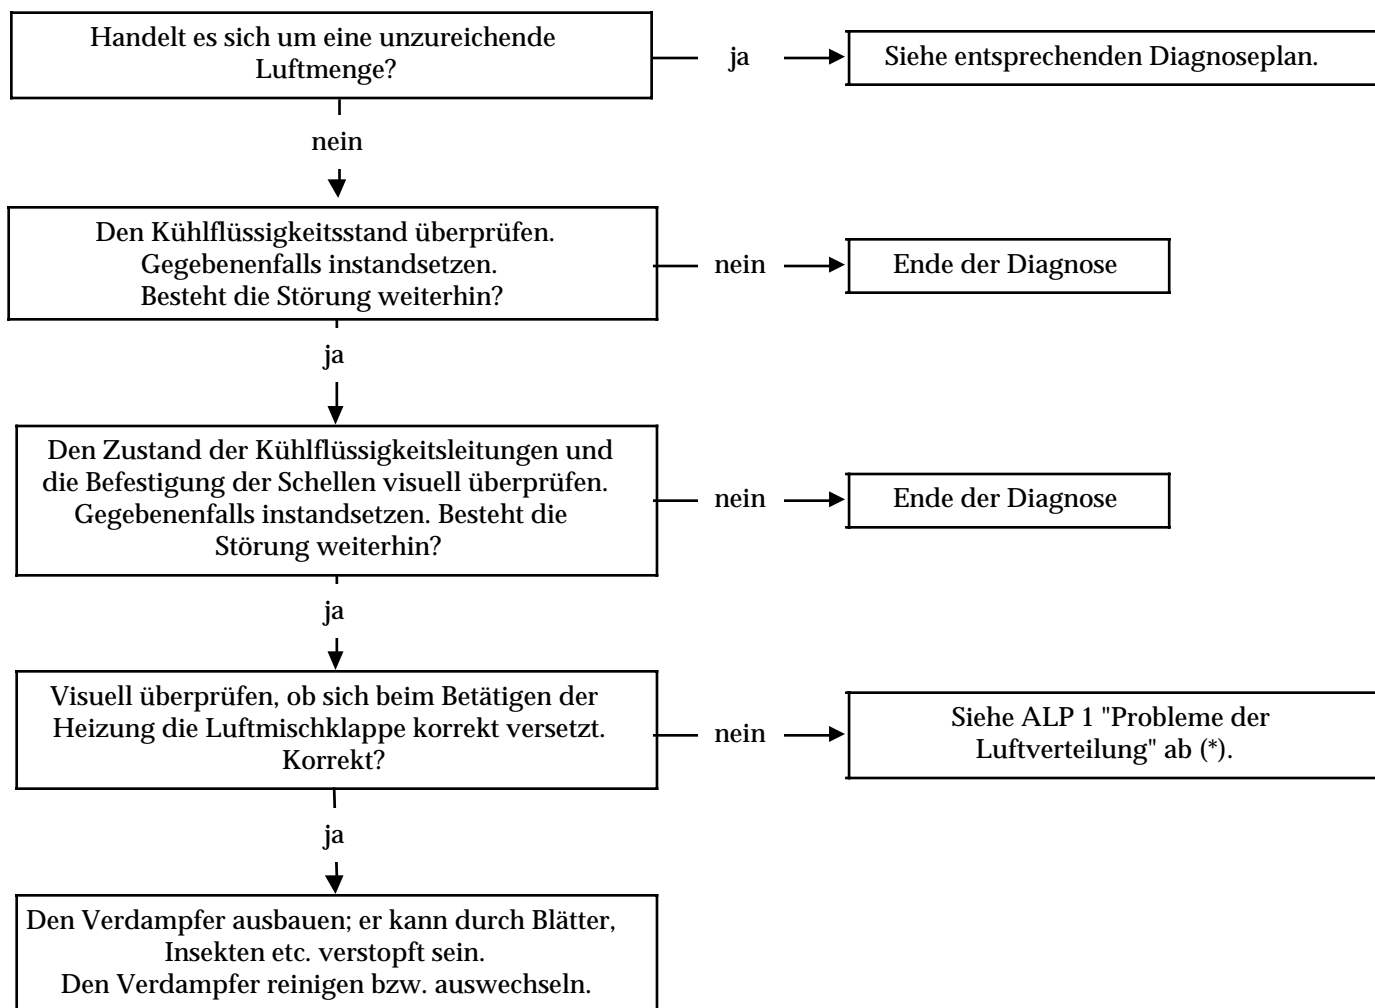 Handelt es sich um eine unzureichende
Luftmenge?
ja
Siehe entsprechenden Diagnoseplan.
nein
Den Kühlflüssigkeitsstand überprüfen.
Gegebenenfalls instandsetzen.
Besteht die Störung weiterhin?
nein
Ende der Diagnose
ja
Den Zustand der Kühlflüssigkeitsleitungen und
die Befestigung der Schellen visuell überprüfen.
Gegebenenfalls instandsetzen. Besteht die
Störung weiterhin?
nein
Ende der Diagnose
ja
Visuell überprüfen, ob sich beim Betätigen der
Heizung die Luftmischklappe korrekt versetzt.
Korrekt?
nein
Siehe ALP 1 "Probleme der
Luftverteilung" ab (*).
ja
Den Verdampfer ausbauen; er kann durch Blätter,
Insekten etc. verstopft sein.
Den Verdampfer reinigen bzw. auswechseln.